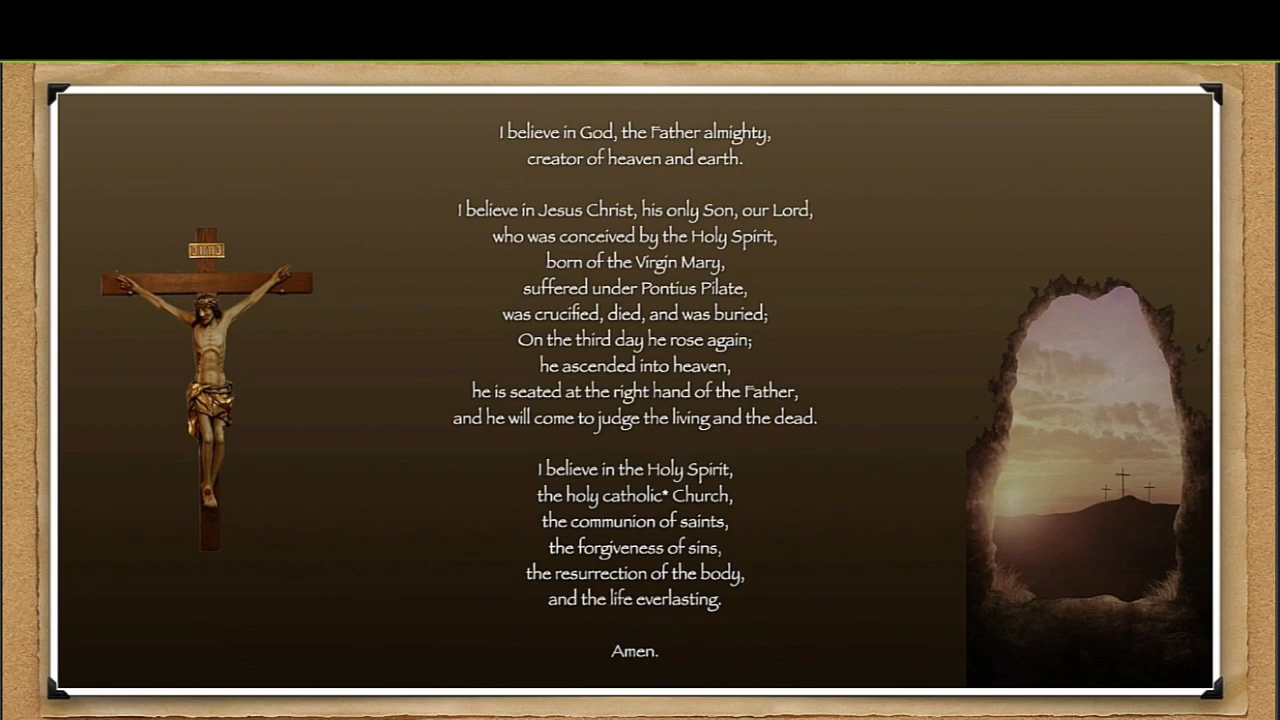 I believe in God, the Father almighty,
creator of heaven and earth.
I believe in Jesus Christ, his only Son, our Lord,
who was conceived by the Holy Spirit,
born of the Virgin Mary,
suffered under Pontius Pilate,
was crucified, died, and was buried;
On the third day he rose again;
he ascended into heaven,
he is seated at the right hand of the Father,
and he will come to judge the living and the dead.
I believe in the Holy Spirit,
the holy catholic* Church,
the communion of saints,
the forgiveness of sins,
the resurrection of the body,
and the life everlasting.
Amen.